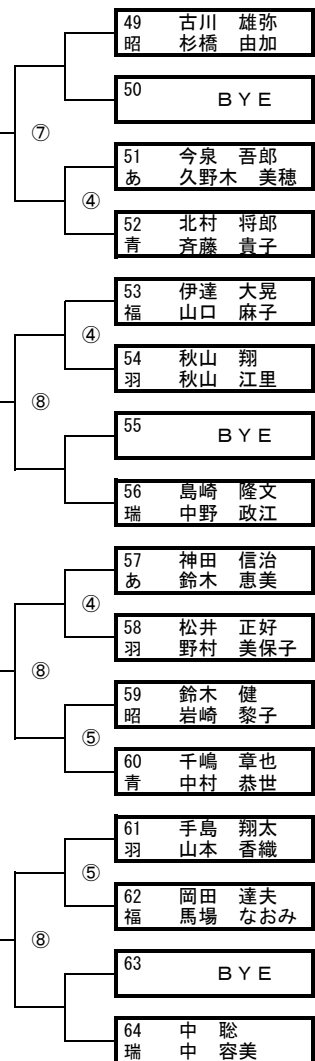 49 古川 雄弥
昭 杉橋 由加
50 BYE
⑦
51 今泉 吾郎
あ 久野木 美穂
④
52 北村 将郎
青 斉藤 貴子
53 伊達 大晃
福 山口 麻子
④
54 秋山 翔
羽 秋山 江里
⑧
55 BYE
56 島崎 隆文
瑞 中野 政江
57 神田 信治
あ 鈴木 恵美
④
58 松井 正好
羽 野村 美保子
⑧
59 鈴木 健
昭 岩崎 黎子
⑤
60 千嶋 章也
青 中村 恭世
61 手島 翔太
羽 山本 香織
⑤
62 岡田 達夫
福 馬場 なおみ
⑧
63 BYE
64 中 聡
瑞 中 容美